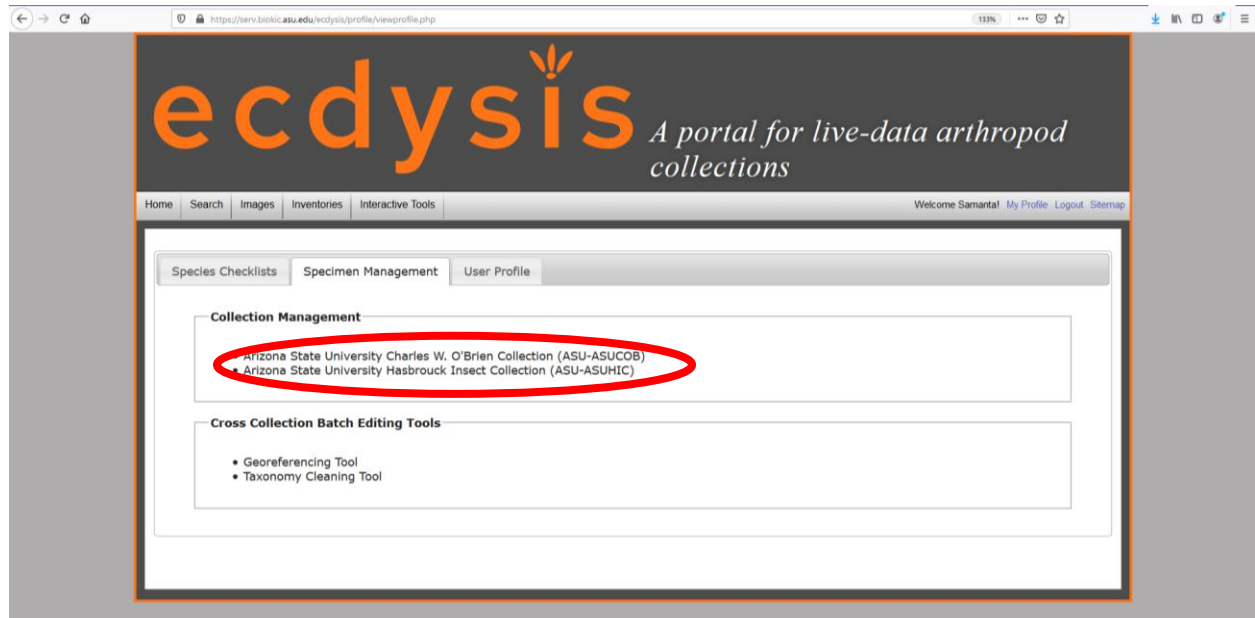 https://serv.biokic.asu.edu/ecdysis/profile/viewprofile.php
133%
ecdysis
A portal for live-data arthropod
collections
Home Search Images Inventories Interactive Tools
Welcome Samanta! My Profile Logout Sitemap
Species Checklists Specimen Management User Profile
Collection Management
• Arizona State University Charles W. O'Brien Collection (ASU-ASUCOB)
• Arizona State University Hasbrouck Insect Collection (ASU-ASUHIC)
Cross Collection Batch Editing Tools
• Georeferencing Tool
• Taxonomy Cleaning Tool